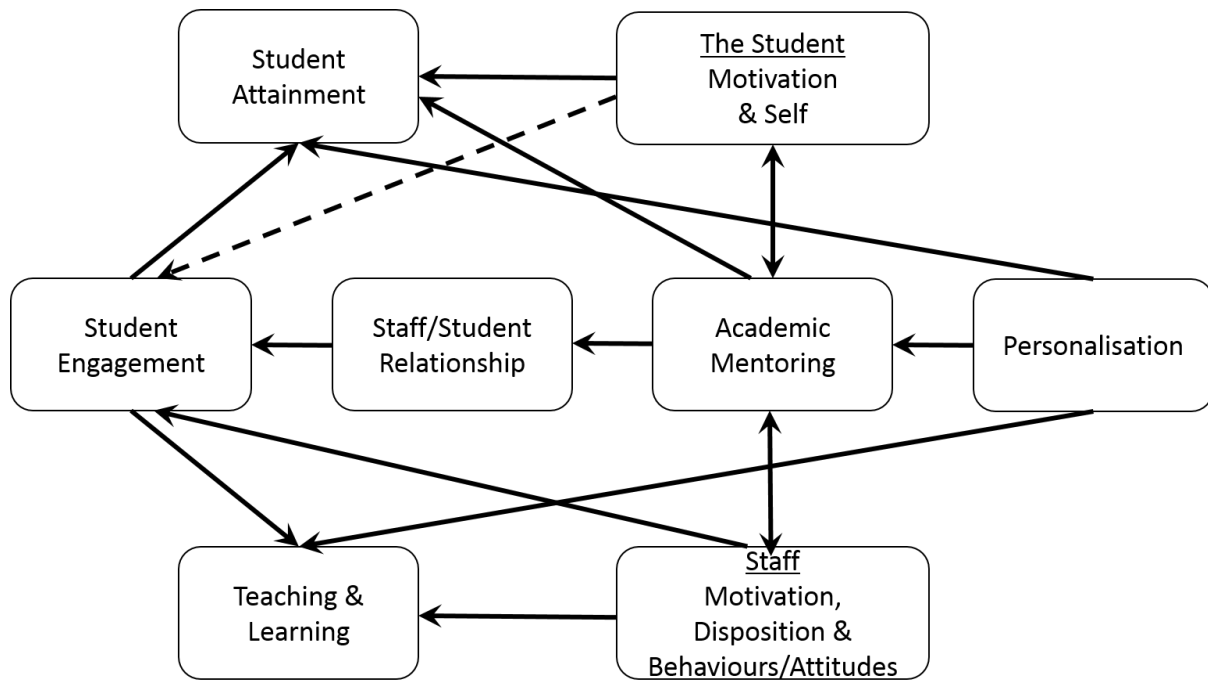 Student
Attainment
The Student
Motivation
& Self
Student
Engagement
Staff/Student
Relationship
Academic
Mentoring
Personalisation
Teaching &
Learning
Staff
Motivation,
Disposition &
Behaviours/Attitudes